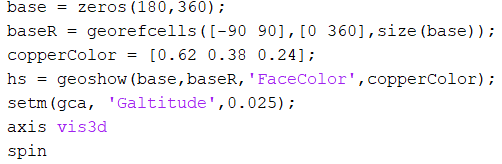 base = zeros(180,360);
baseR = georefcells([-90 90],[0 360],size(base));
copperColor = [0.62 0.38 0.24];
hs = geoshow(base,baseR,'FaceColor',copperColor);
setm(gca, 'Galtitude',0.025);
axis vis3d
spin